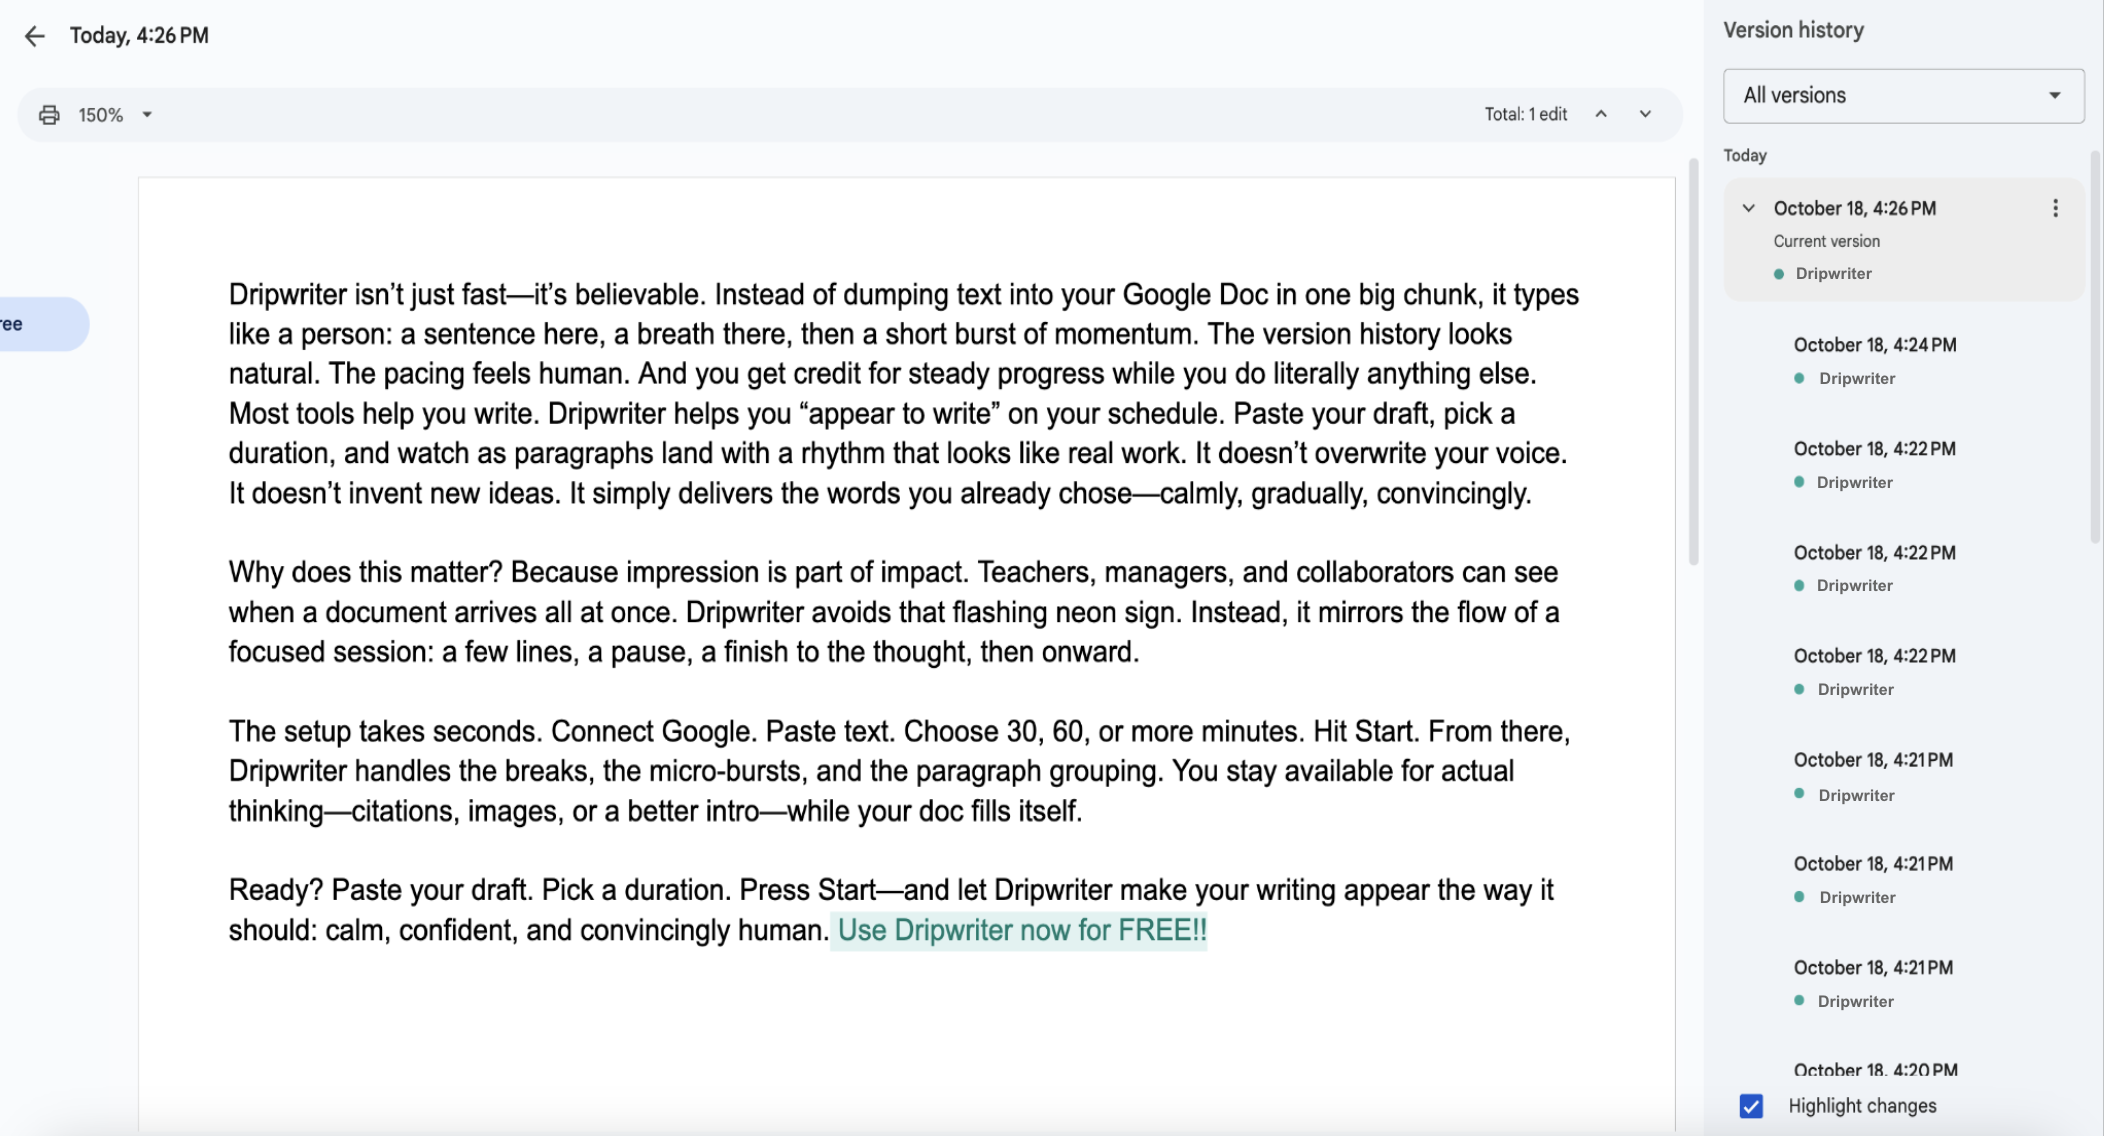 Today, 4:26 PM
150%
Total: 1 edit
ree
Dripwriter isn’t just fast—it’s believable. Instead of dumping text into your Google Doc in one big chunk, it types
like a person: a sentence here, a breath there, then a short burst of momentum. The version history looks
natural. The pacing feels human. And you get credit for steady progress while you do literally anything else.
Most tools help you write. Dripwriter helps you “appear to write” on your schedule. Paste your draft, pick a
duration, and watch as paragraphs land with a rhythm that looks like real work. It doesn’t overwrite your voice.
It doesn’t invent new ideas. It simply delivers the words you already chose—calmly, gradually, convincingly.
Why does this matter? Because impression is part of impact. Teachers, managers, and collaborators can see
when a document arrives all at once. Dripwriter avoids that flashing neon sign. Instead, it mirrors the flow of a
focused session: a few lines, a pause, a finish to the thought, then onward.
The setup takes seconds. Connect Google. Paste text. Choose 30, 60, or more minutes. Hit Start. From there,
Dripwriter handles the breaks, the micro-bursts, and the paragraph grouping. You stay available for actual
thinking—citations, images, or a better intro—while your doc fills itself.
Ready? Paste your draft. Pick a duration. Press Start—and let Dripwriter make your writing appear the way it
should: calm, confident, and convincingly human. Use Dripwriter now for FREE!!
Version history
All versions
Today
October 18, 4:26 PM
Current version
Dripwriter
October 18, 4:24 PM
Dripwriter
October 18, 4:22 PM
Dripwriter
October 18, 4:22 PM
Dripwriter
October 18, 4:22 PM
Dripwriter
October 18, 4:21 PM
Dripwriter
October 18, 4:21 PM
Dripwriter
October 18, 4:21 PM
Dripwriter
October 18, 4:20 PM
Highlight changes